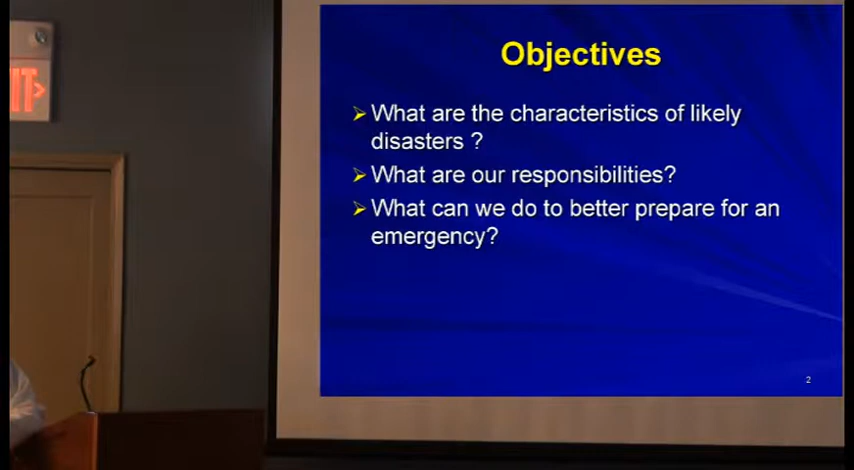 IT
Objectives
What are the characteristics of likely
disasters ?
What are our responsibilities?
What can we do to better prepare for an
emergency?
2